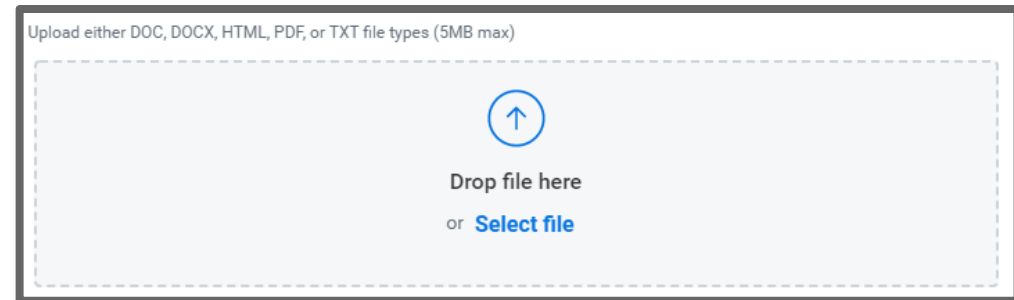 Upload either DOC, DOCX, HTML, PDF, or TXT file types (5MB max)
Drop file here
or Select file